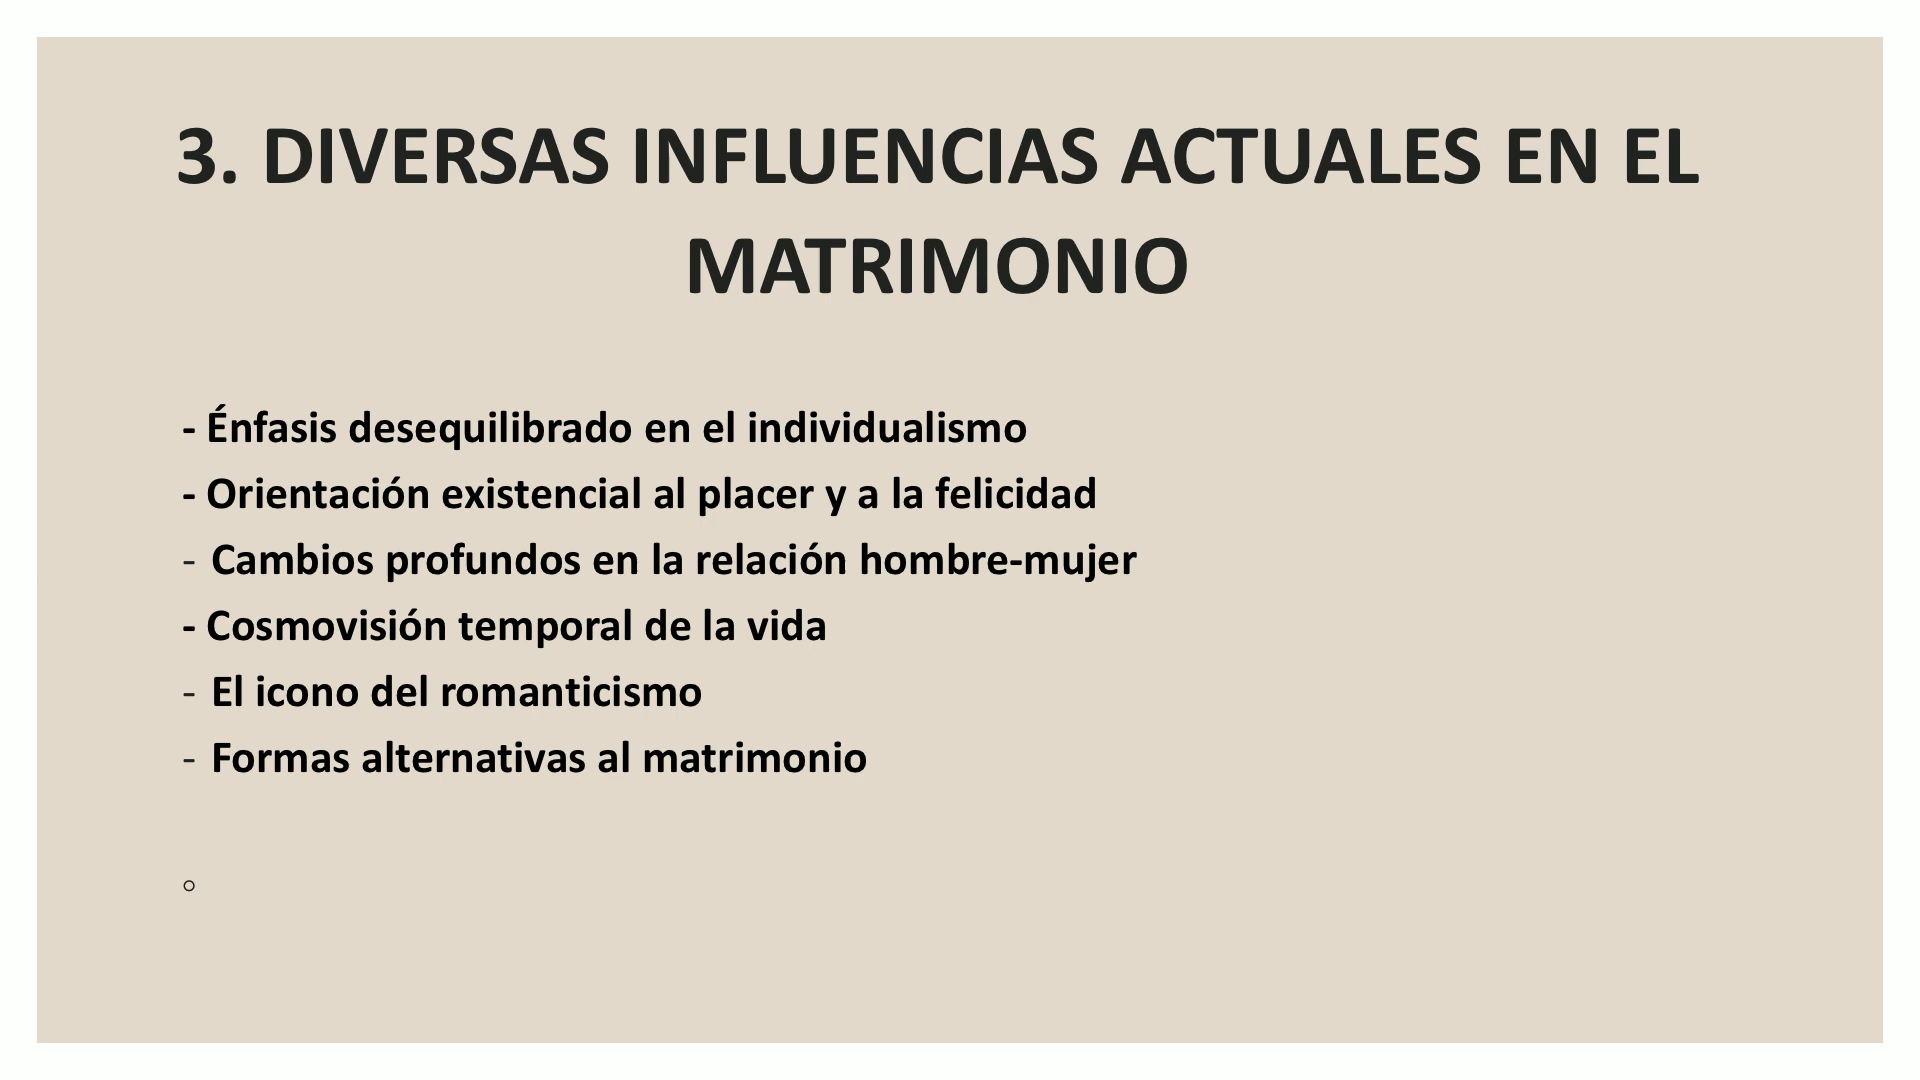 3. DIVERSAS INFLUENCIAS ACTUALES EN EL
MATRIMONIO
- Énfasis desequilibrado en el individualismo
- Orientación existencial al placer y a la felicidad
- Cambios profundos en la relación hombre-mujer
- Cosmovisión temporal de la vida
- El icono del romanticismo
- Formas alternativas al matrimonio